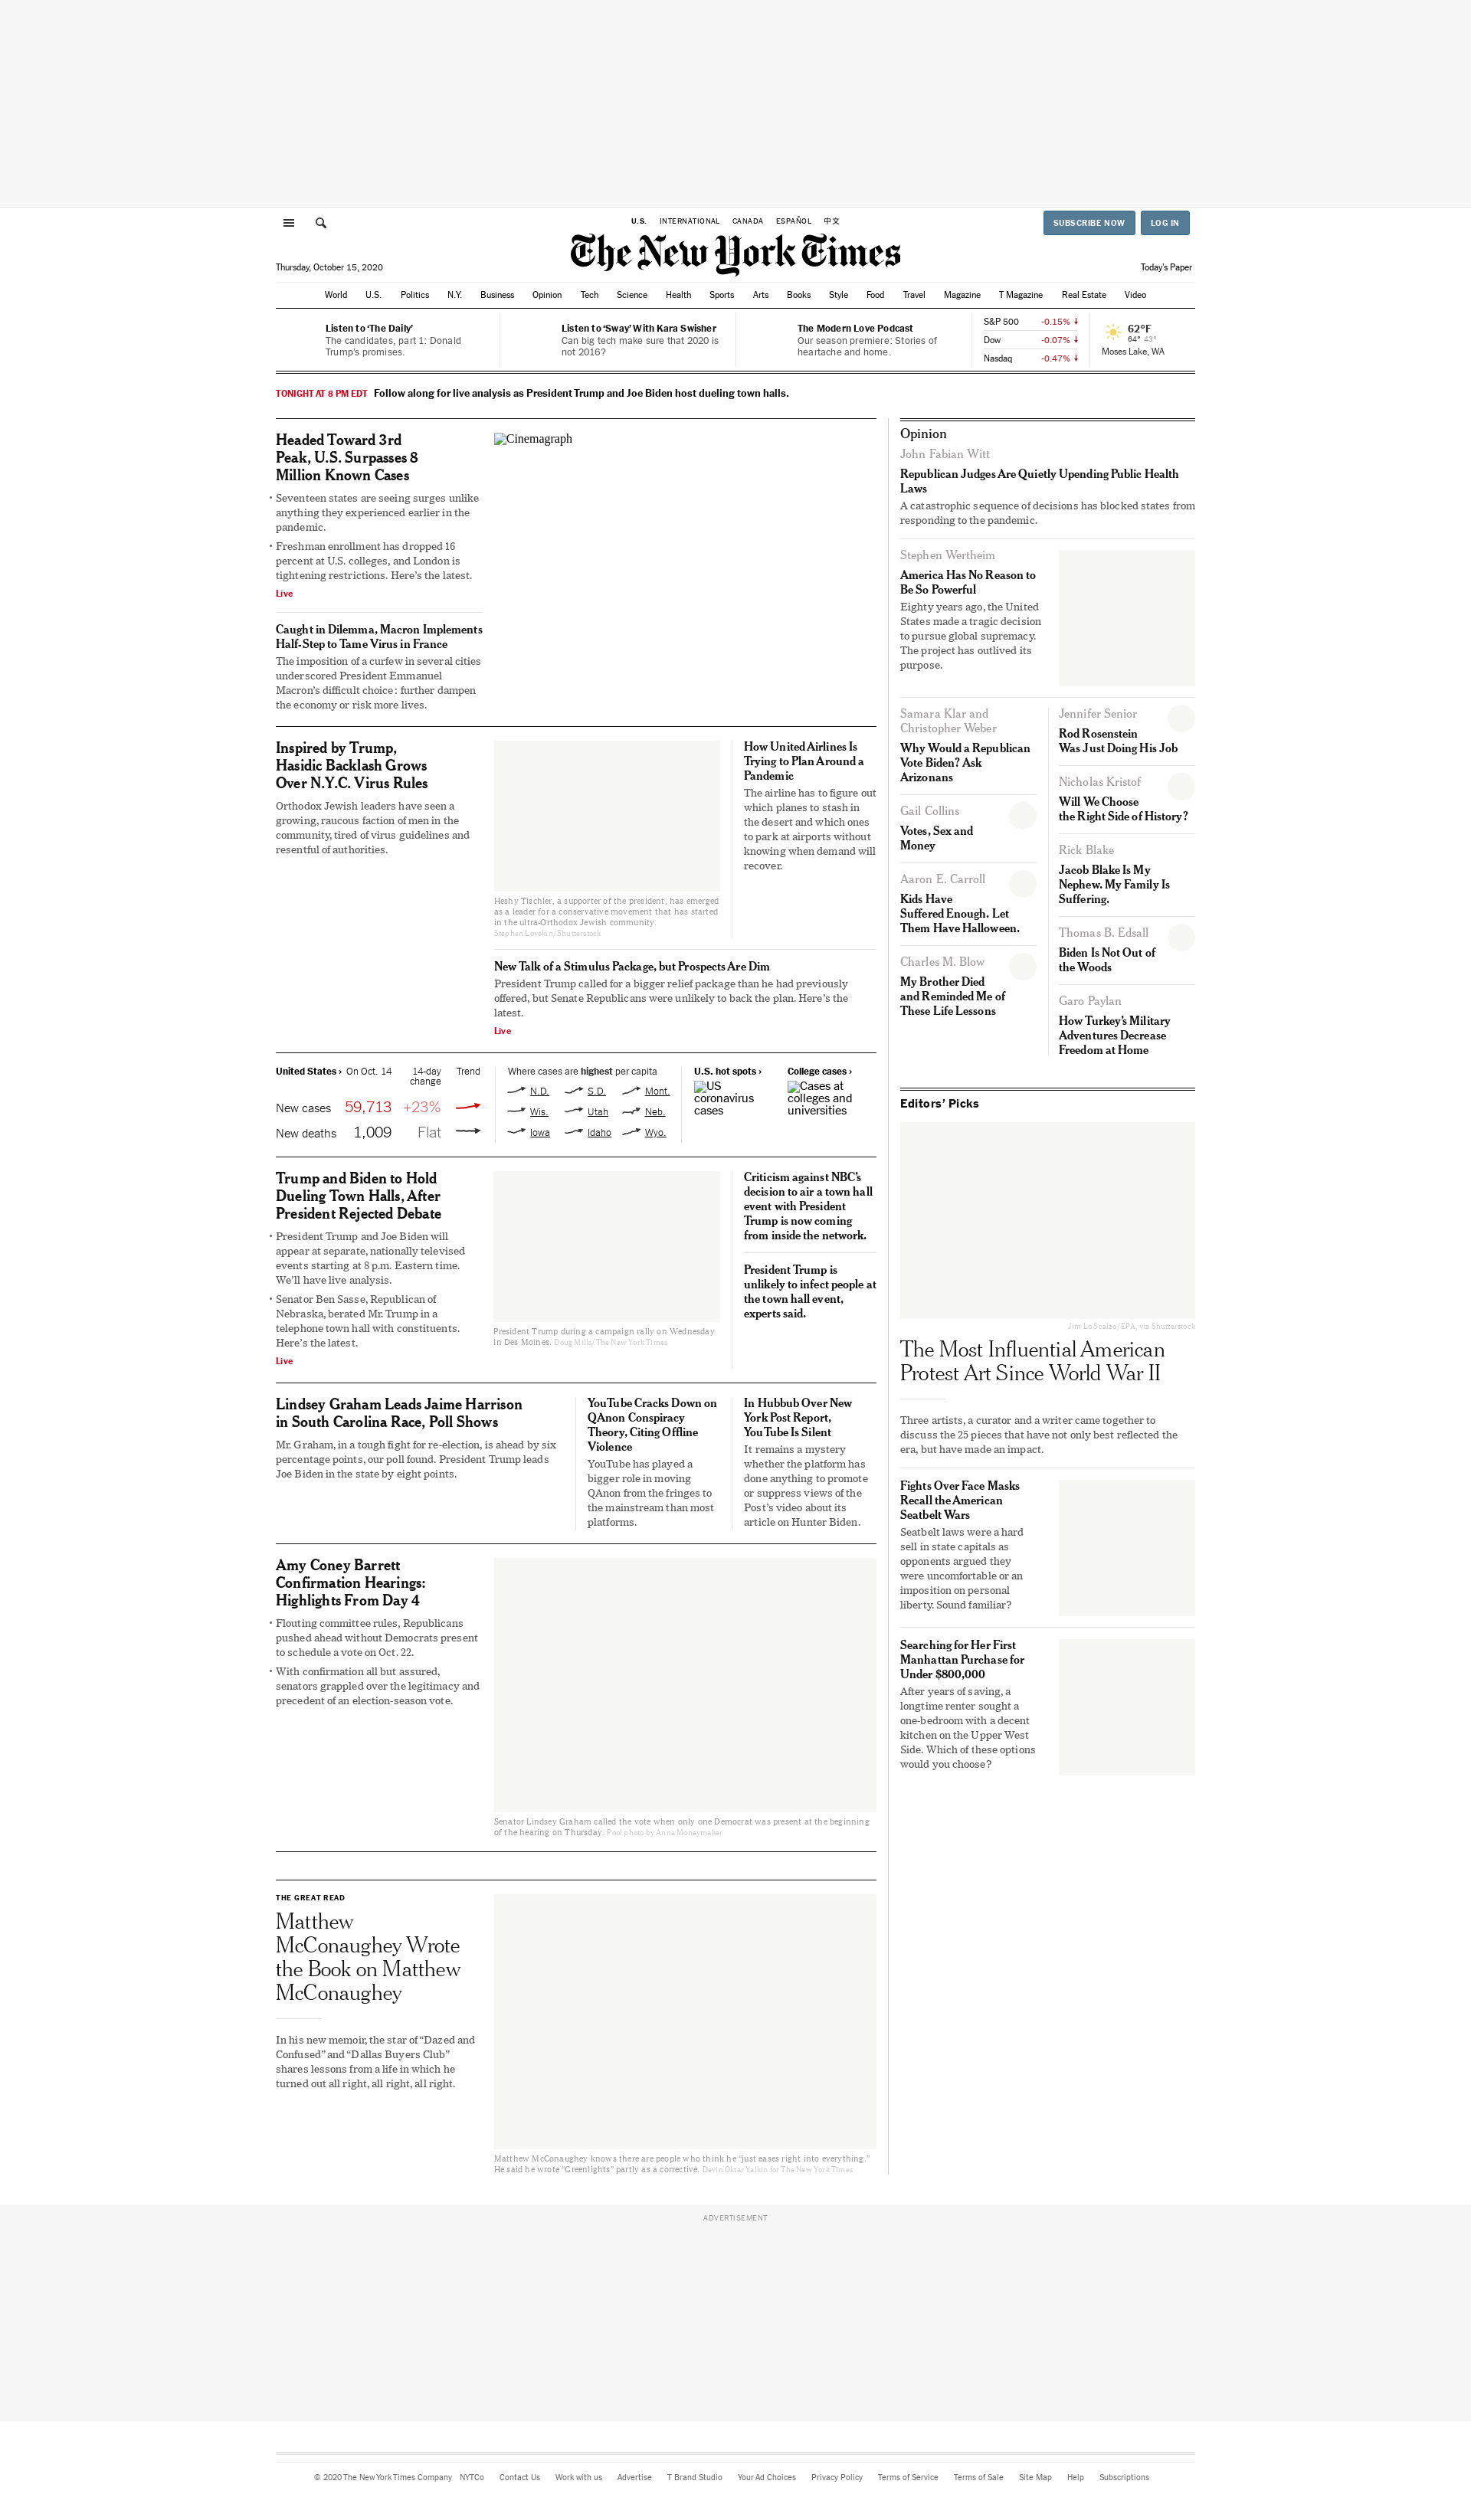 U.S. INTERNATIONAL CANADA ESPAÑOL 中文
SUBSCRIBE NOW LOG IN
The New York Times
Thursday, October 15, 2020
Today's Paper
World U.S. Politics N.Y. Business Opinion Tech Science Health Sports Arts Books Style Food Travel Magazine T Magazine Real Estate Video
Listen to ‘The Daily’
The candidates, part 1: Donald
Trump’s promises.
Listen to ‘Sway’ With Kara Swisher
Can big tech make sure that 2020 is
not 2016?
The Modern Love Podcast
Our season premiere: Stories of
heartache and home.
S&P 500 -0.15%
Dow -0.07%
Nasdaq -0.47%
62°F
64° 43°
Moses Lake, WA
TONIGHT AT 8 PM EDT Follow along for live analysis as President Trump and Joe Biden host dueling town halls.
Headed Toward 3rd
Peak, U.S. Surpasses 8
Million Known Cases
• Seventeen states are seeing surges unlike
anything they experienced earlier in the
pandemic.
• Freshman enrollment has dropped 16
percent at U.S. colleges, and London is
tightening restrictions. Here’s the latest.
Live
Caught in Dilemma, Macron Implements
Half-Step to Tame Virus in France
The imposition of a curfew in several cities
underscored President Emmanuel
Macron’s difficult choice: further dampen
the economy or risk more lives.
Cinemagraph
Inspired by Trump,
Hasidic Backlash Grows
Over N.Y.C. Virus Rules
Orthodox Jewish leaders have seen a
growing, raucous faction of men in the
community, tired of virus guidelines and
resentful of authorities.
Heshy Tischler, a supporter of the president, has emerged
as a leader for a conservative movement that has started
in the ultra-Orthodox Jewish community.
Stephen Lovekin/Shutterstock
How United Airlines Is
Trying to Plan Around a
Pandemic
The airline has to figure out
which planes to stash in
the desert and which ones
to park at airports without
knowing when demand will
recover.
New Talk of a Stimulus Package, but Prospects Are Dim
President Trump called for a bigger relief package than he had previously
offered, but Senate Republicans were unlikely to back the plan. Here’s the
latest.
Live
United States › On Oct. 14 14-day
change Trend
New cases 59,713 +23%
New deaths 1,009 Flat
Where cases are highest per capita
N.D. S.D. Mont.
Wis. Utah Neb.
Iowa Idaho Wyo.
U.S. hot spots ›
US
coronavirus
cases
College cases ›
Cases at
colleges and
universities
Trump and Biden to Hold
Dueling Town Halls, After
President Rejected Debate
• President Trump and Joe Biden will
appear at separate, nationally televised
events starting at 8 p.m. Eastern time.
We’ll have live analysis.
• Senator Ben Sasse, Republican of
Nebraska, berated Mr. Trump in a
telephone town hall with constituents.
Here’s the latest.
Live
President Trump during a campaign rally on Wednesday
in Des Moines. Doug Mills/The New York Times
Criticism against NBC’s
decision to air a town hall
event with President
Trump is now coming
from inside the network.
President Trump is
unlikely to infect people at
the town hall event,
experts said.
Lindsey Graham Leads Jaime Harrison
in South Carolina Race, Poll Shows
Mr. Graham, in a tough fight for re-election, is ahead by six
percentage points, our poll found. President Trump leads
Joe Biden in the state by eight points.
YouTube Cracks Down on
QAnon Conspiracy
Theory, Citing Offline
Violence
YouTube has played a
bigger role in moving
QAnon from the fringes to
the mainstream than most
platforms.
In Hubbub Over New
York Post Report,
YouTube Is Silent
It remains a mystery
whether the platform has
done anything to promote
or suppress views of the
Post’s video about its
article on Hunter Biden.
Amy Coney Barrett
Confirmation Hearings:
Highlights From Day 4
• Flouting committee rules, Republicans
pushed ahead without Democrats present
to schedule a vote on Oct. 22.
• With confirmation all but assured,
senators grappled over the legitimacy and
precedent of an election-season vote.
Senator Lindsey Graham called the vote when only one Democrat was present at the beginning
of the hearing on Thursday. Pool photo by Anna Moneymaker
THE GREAT READ
Matthew
McConaughey Wrote
the Book on Matthew
McConaughey
In his new memoir, the star of “Dazed and
Confused” and “Dallas Buyers Club”
shares lessons from a life in which he
turned out all right, all right, all right.
Matthew McConaughey knows there are people who think he “just eases right into everything.”
He said he wrote “Greenlights” partly as a corrective. Devin Oktar Yalkin for The New York Times
Opinion
John Fabian Witt
Republican Judges Are Quietly Upending Public Health
Laws
A catastrophic sequence of decisions has blocked states from
responding to the pandemic.
Stephen Wertheim
America Has No Reason to
Be So Powerful
Eighty years ago, the United
States made a tragic decision
to pursue global supremacy.
The project has outlived its
purpose.
Samara Klar and
Christopher Weber
Why Would a Republican
Vote Biden? Ask
Arizonans
Gail Collins
Votes, Sex and
Money
Aaron E. Carroll
Kids Have
Suffered Enough. Let
Them Have Halloween.
Charles M. Blow
My Brother Died
and Reminded Me of
These Life Lessons
Jennifer Senior
Rod Rosenstein
Was Just Doing His Job
Nicholas Kristof
Will We Choose
the Right Side of History?
Rick Blake
Jacob Blake Is My
Nephew. My Family Is
Suffering.
Thomas B. Edsall
Biden Is Not Out of
the Woods
Garo Paylan
How Turkey’s Military
Adventures Decrease
Freedom at Home
Editors’ Picks
Jim LoScalzo/EPA, via Shutterstock
The Most Influential American
Protest Art Since World War II
Three artists, a curator and a writer came together to
discuss the 25 pieces that have not only best reflected the
era, but have made an impact.
Fights Over Face Masks
Recall the American
Seatbelt Wars
Seatbelt laws were a hard
sell in state capitals as
opponents argued they
were uncomfortable or an
imposition on personal
liberty. Sound familiar?
Searching for Her First
Manhattan Purchase for
Under $800,000
After years of saving, a
longtime renter sought a
one-bedroom with a decent
kitchen on the Upper West
Side. Which of these options
would you choose?
ADVERTISEMENT
© 2020 The New York Times Company NYTCo Contact Us Work with us Advertise T Brand Studio Your Ad Choices Privacy Policy Terms of Service Terms of Sale Site Map Help Subscriptions